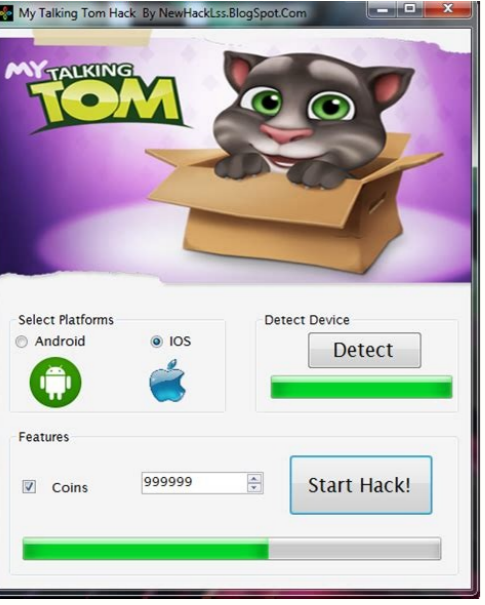 My Talking Tom Hack By NewHackLss.BlogSpot.Com
MY TALKING
TOM
Select Platforms
Android
IOS
Detect Device
Detect
Features
Coins
999999
Start Hack!